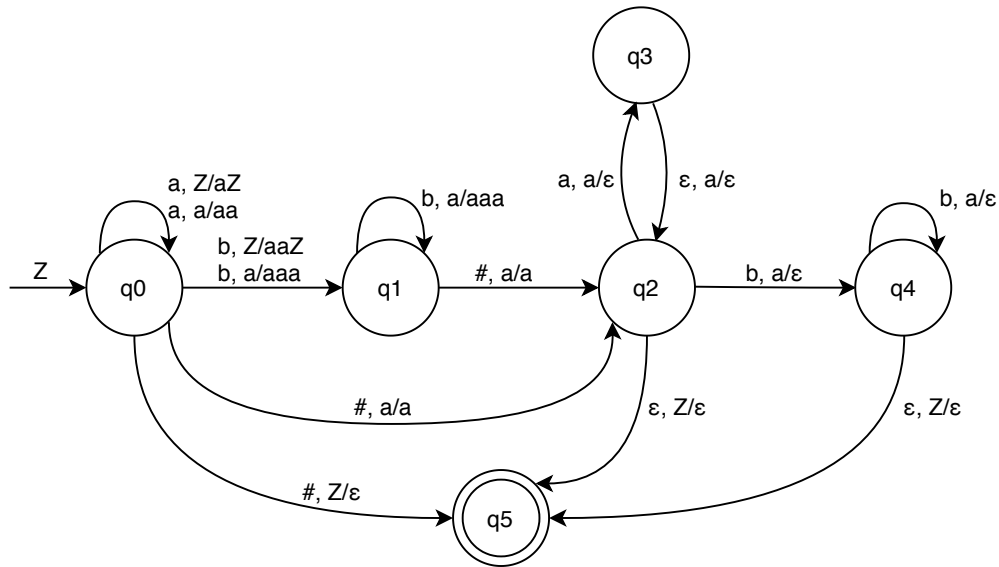 q3
a, a/ε
ε, a/ε
a, Z/aZ
a, a/aa
b, Z/aaZ
b, a/aaa
b, a/aaa
b, a/ε
Z
q0
q1
#, a/a
q2
b, a/ε
q4
#, a/a
ε, Z/ε
ε, Z/ε
#, Z/ε
q5